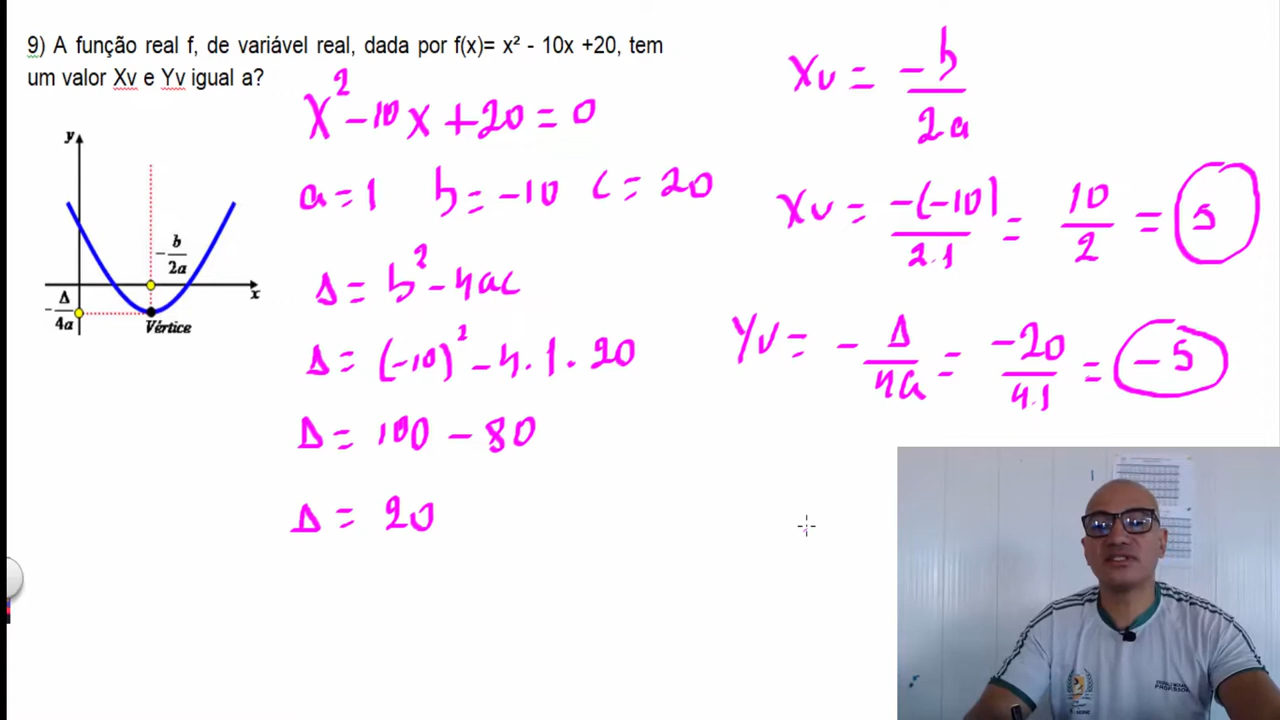 9) A função real f, de variável real, dada por f(x)= x² - 10x +20, tem
um valor Xv e Yv igual a?
x² - 10x + 20 = 0
a = 1 b = -10 c = 20
Δ = b² - 4ac
Δ = (-10)² - 4.1.20
Δ = 100 - 80
Δ = 20
y
-b/2a
x
-Δ/4a
Vértice
Xv = -b/2a
Xv = -(-10)/2.1 = 10/2 = 5
Yv = -Δ/4a = -20/4.1 = -5
PROFESSOR